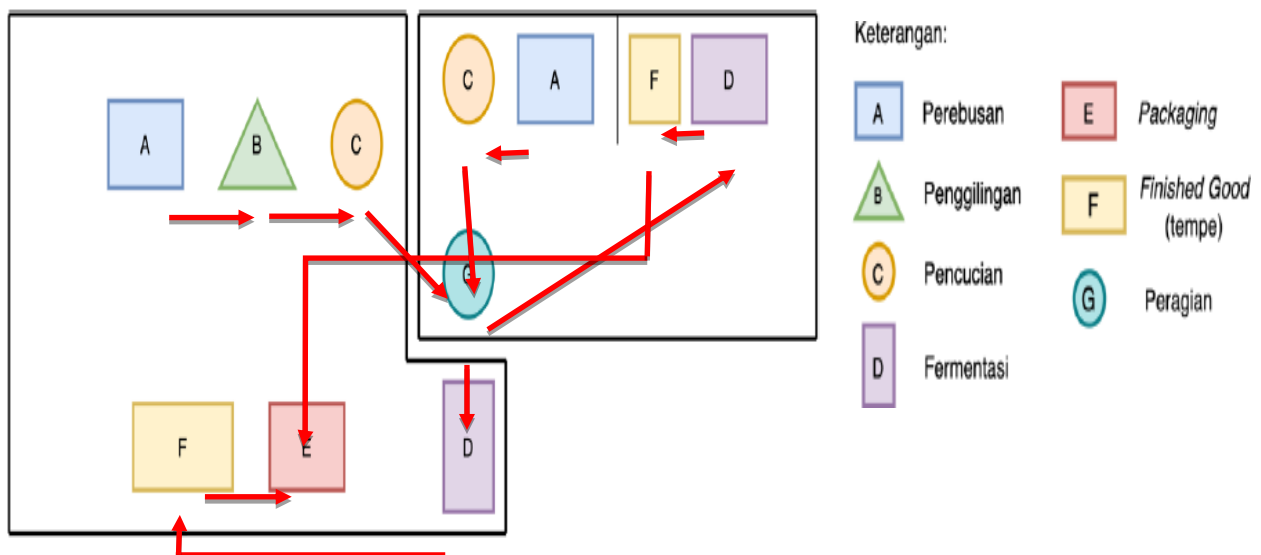 C
A
F
D
A
B
C
G
F
E
D
Keterangan:
A
Perebusan
E
Packaging
B
Penggilingan
F
Finished Good
(tempe)
C
Pencucian
G
Peragian
D
Fermentasi